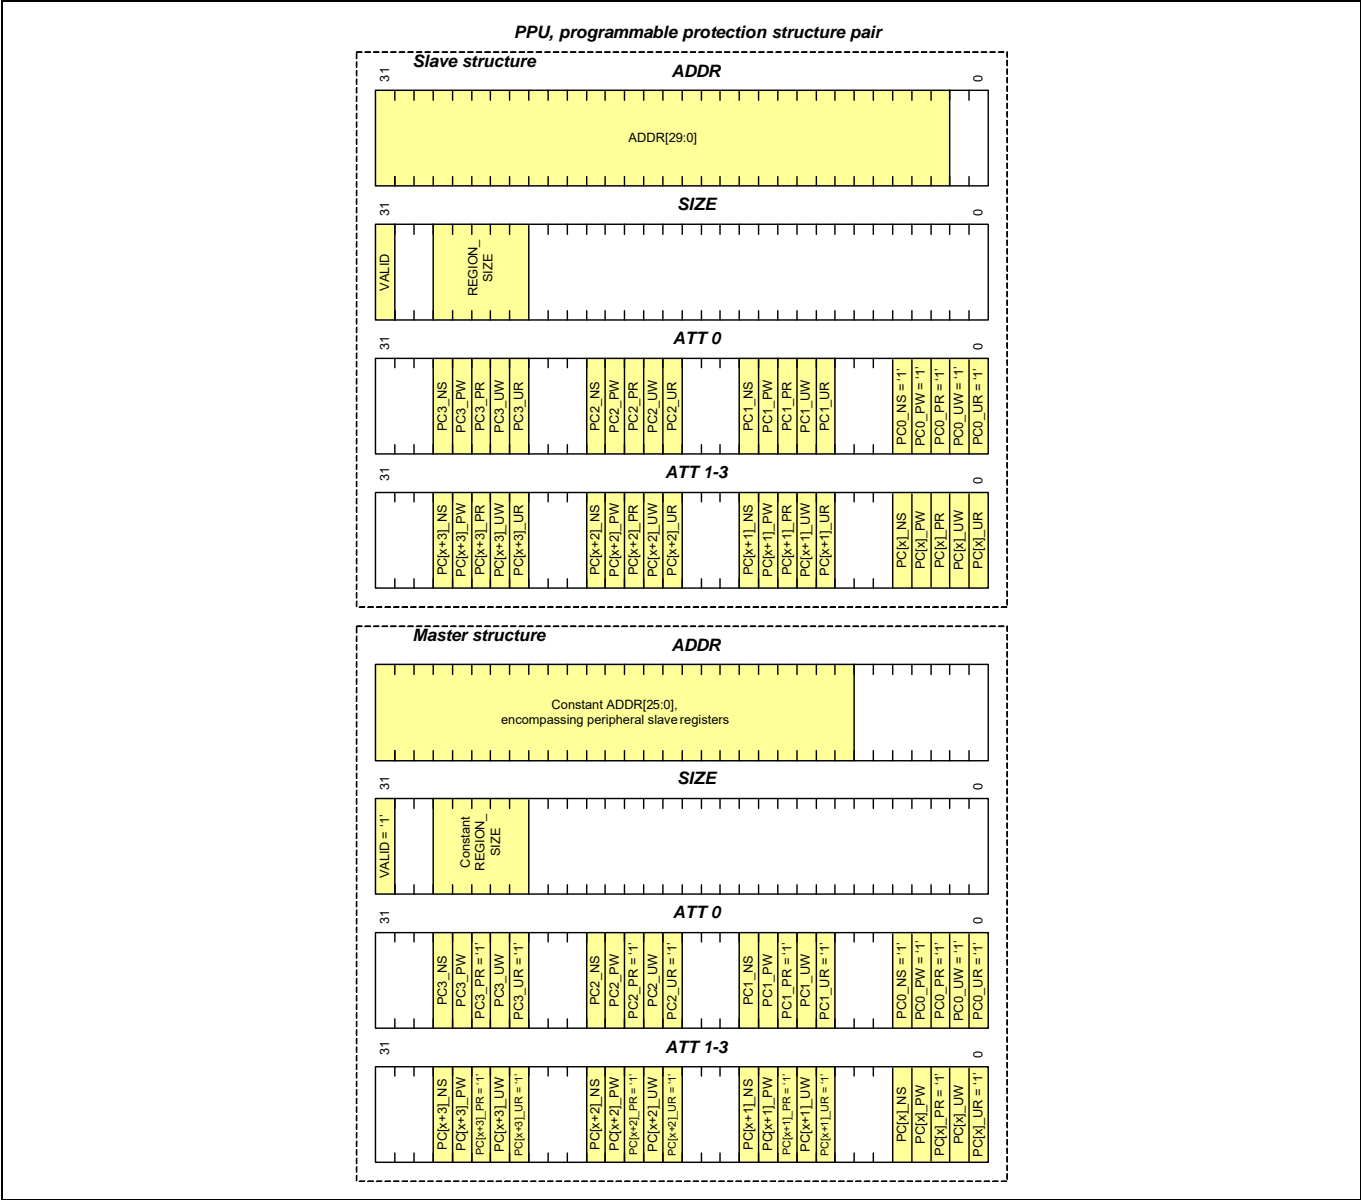 PPU, programmable protection structure pair
Slave structure
ADDR
31
0
ADDR[29:0]
SIZE
31
0
VALID
REGION_
SIZE
ATT 0
31
0
PC3_NS
PC3_PW
PC3_PR
PC3_UW
PC3_UR
PC2_NS
PC2_PW
PC2_PR
PC2_UW
PC2_UR
PC1_NS
PC1_PW
PC1_PR
PC1_UW
PC1_UR
PC0_NS = '1'
PC0_PW = '1'
PC0_PR = '1'
PC0_UW = '1'
PC0_UR = '1'
ATT 1-3
31
0
PC[x+3]_NS
PC[x+3]_PW
PC[x+3]_PR
PC[x+3]_UW
PC[x+3]_UR
PC[x+2]_NS
PC[x+2]_PW
PC[x+2]_PR
PC[x+2]_UW
PC[x+2]_UR
PC[x+1]_NS
PC[x+1]_PW
PC[x+1]_PR
PC[x+1]_UW
PC[x+1]_UR
PC[x]_NS
PC[x]_PW
PC[x]_PR
PC[x]_UW
PC[x]_UR
Master structure
ADDR
Constant ADDR[25:0],
encompassing peripheral slave registers
SIZE
31
0
VALID = '1'
Constant
REGION_
SIZE
ATT 0
31
0
PC3_NS
PC3_PW
PC3_PR = '1'
PC3_UW
PC3_UR = '1'
PC2_NS
PC2_PW
PC2_PR = '1'
PC2_UW
PC2_UR = '1'
PC1_NS
PC1_PW
PC1_PR = '1'
PC1_UW
PC1_UR = '1'
PC0_NS = '1'
PC0_PW = '1'
PC0_PR = '1'
PC0_UW = '1'
PC0_UR = '1'
ATT 1-3
31
0
PC[x+3]_NS
PC[x+3]_PW
PC[x+3]_PR = '1'
PC[x+3]_UW
PC[x+3]_UR = '1'
PC[x+2]_NS
PC[x+2]_PW
PC[x+2]_PR = '1'
PC[x+2]_UW
PC[x+2]_UR = '1'
PC[x+1]_NS
PC[x+1]_PW
PC[x+1]_PR = '1'
PC[x+1]_UW
PC[x+1]_UR = '1'
PC[x]_NS
PC[x]_PW
PC[x]_PR = '1'
PC[x]_UW
PC[x]_UR = '1'